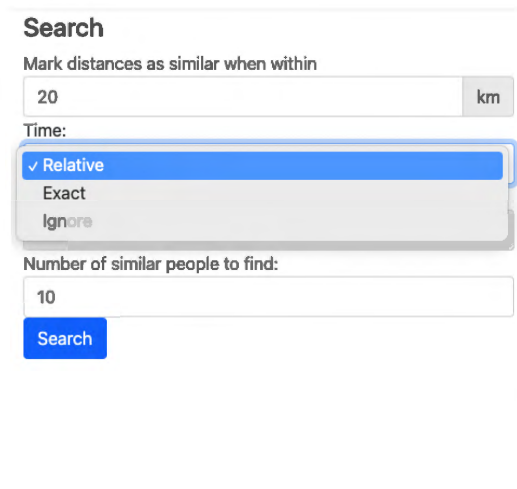 Search
Mark distances as similar when within
20 km
Time:
✓ Relative
Exact
Ignore
Number of similar people to find:
10
Search